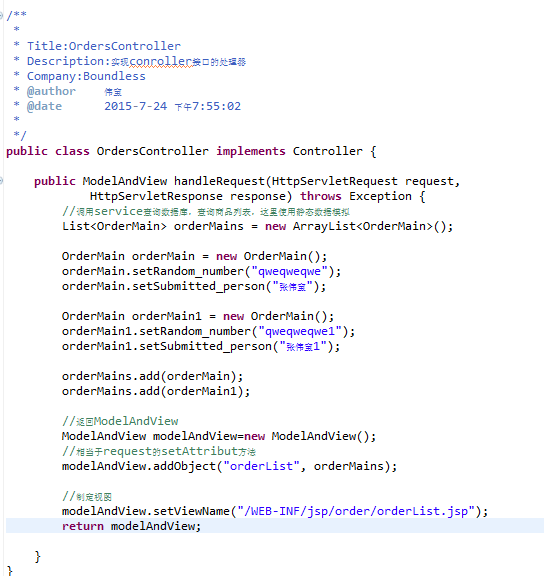 /**
 *
 * Title:OrdersController
 * Description:实现conroller接口的处理器
 * Company:Boundless
 * @author    伟宝
 * @date      2015-7-24 下午7:55:02
 *
 */
public class OrdersController implements Controller {
    public ModelAndView handleRequest(HttpServletRequest request,
            HttpServletResponse response) throws Exception {
        //调用service查询数据库，查询商品列表，这里使用静态数据模拟
        List<OrderMain> orderMains = new ArrayList<OrderMain>();
        OrderMain orderMain = new OrderMain();
        orderMain.setRandom_number("qweqweqwe");
        orderMain.setSubmitted_person("张伟宝");
        OrderMain orderMain1 = new OrderMain();
        orderMain1.setRandom_number("qweqweqwe1");
        orderMain1.setSubmitted_person("张伟宝1");
        orderMains.add(orderMain);
        orderMains.add(orderMain1);
        //返回ModelAndView
        ModelAndView modelAndView=new ModelAndView();
        //相当于request的setAttribut方法
        modelAndView.addObject("orderList", orderMains);
        //制定视图
        modelAndView.setViewName("/WEB-INF/jsp/order/orderList.jsp");
        return modelAndView;
    }
}